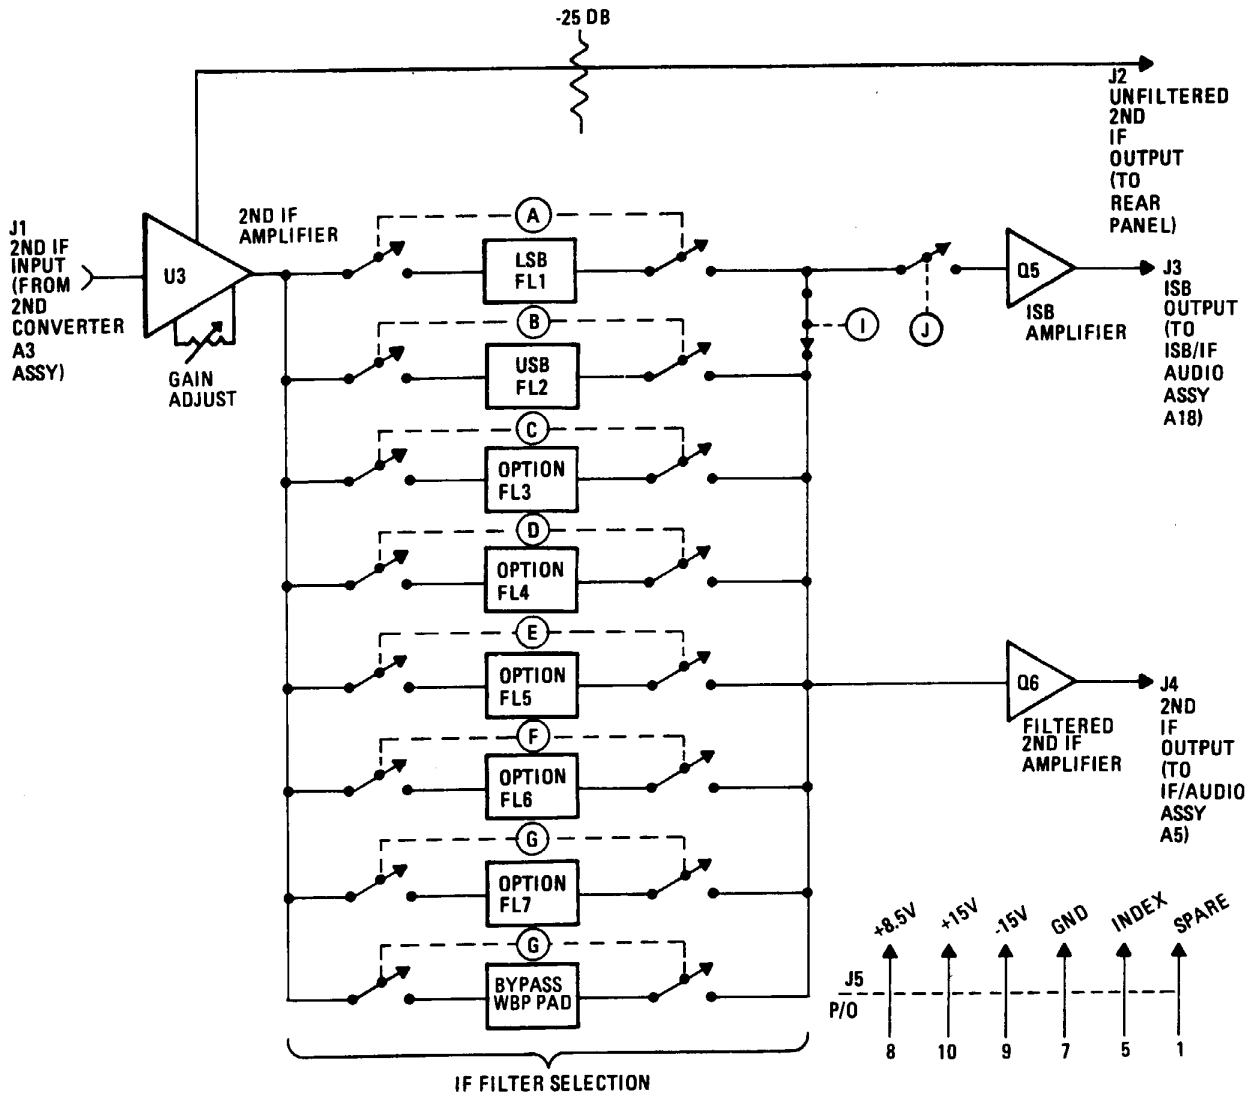 -25 DB
J2
UNFILTERED
2ND
IF
OUTPUT
(TO
REAR
PANEL)
J1
2ND IF
INPUT
(FROM
2ND
CONVERTER
A3
ASSY)
U3
2ND IF
AMPLIFIER
GAIN
ADJUST
A
LSB
FL1
B
USB
FL2
C
OPTION
FL3
D
OPTION
FL4
E
OPTION
FL5
F
OPTION
FL6
G
OPTION
FL7
G
BYPASS
WBP PAD
I
J
Q5
ISB
AMPLIFIER
J3
ISB
OUTPUT
(TO
ISB/IF
AUDIO
ASSY
A18)
Q6
FILTERED
2ND IF
AMPLIFIER
J4
2ND
IF
OUTPUT
(TO
IF/AUDIO
ASSY
A5)
+8.5V
+15V
-15V
GND
INDEX
SPARE
J5
P/O
8
10
9
7
5
1
IF FILTER SELECTION